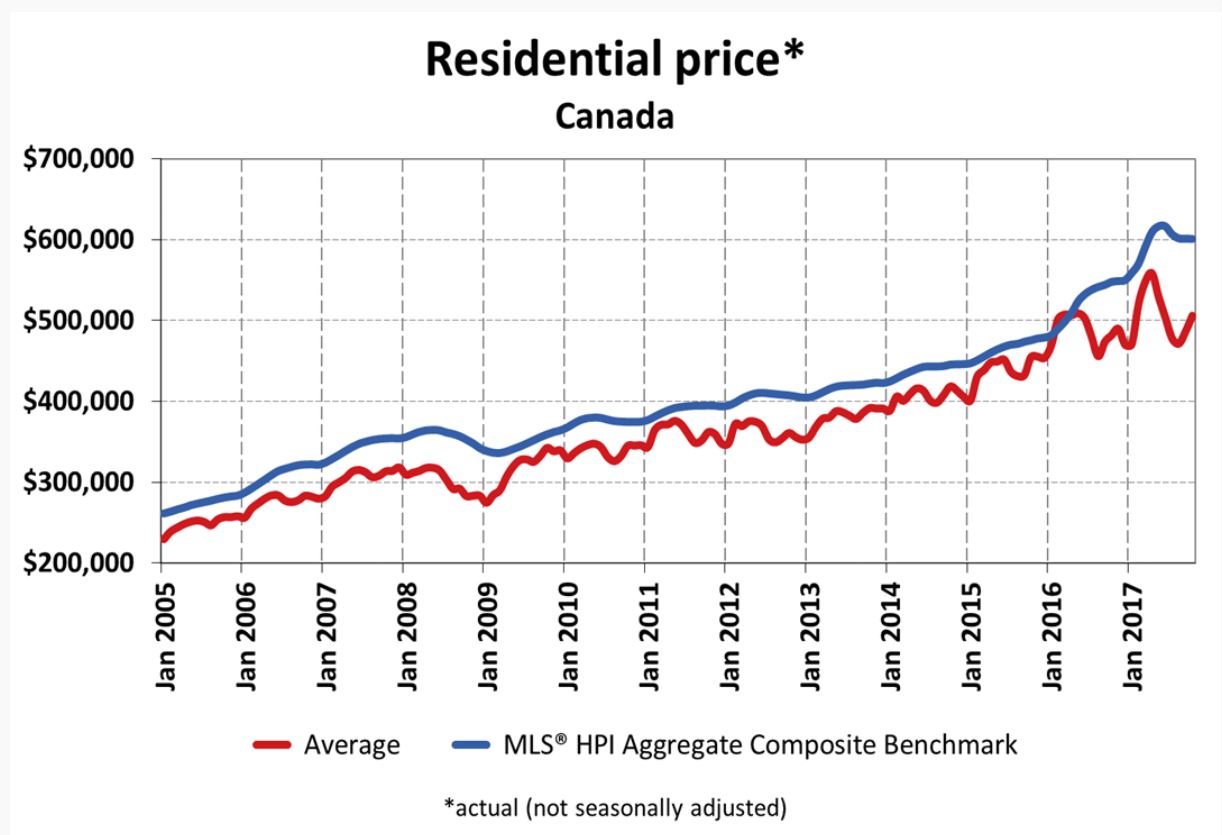 Residential price*
Canada
$700,000
$600,000
$500,000
$400,000
$300,000
$200,000
Jan 2005
Jan 2006
Jan 2007
Jan 2008
Jan 2009
Jan 2010
Jan 2011
Jan 2012
Jan 2013
Jan 2014
Jan 2015
Jan 2016
Jan 2017
Average
MLS® HPI Aggregate Composite Benchmark
*actual (not seasonally adjusted)